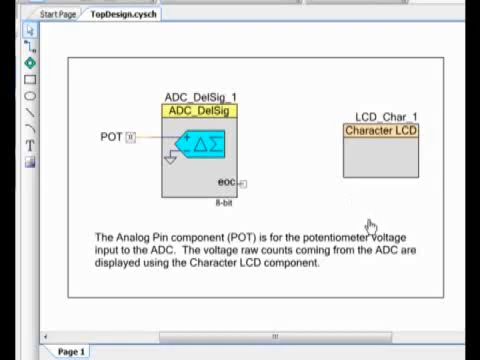 Start Page
TopDesign.cysch
ADC_DelSig_1
ADC_DelSig
POT
+
-
ΔΣ
eoc
8-bit
LCD_Char_1
Character LCD
The Analog Pin component (POT) is for the potentiometer voltage
input to the ADC. The voltage raw counts coming from the ADC are
displayed using the Character LCD component.
T
Page 1